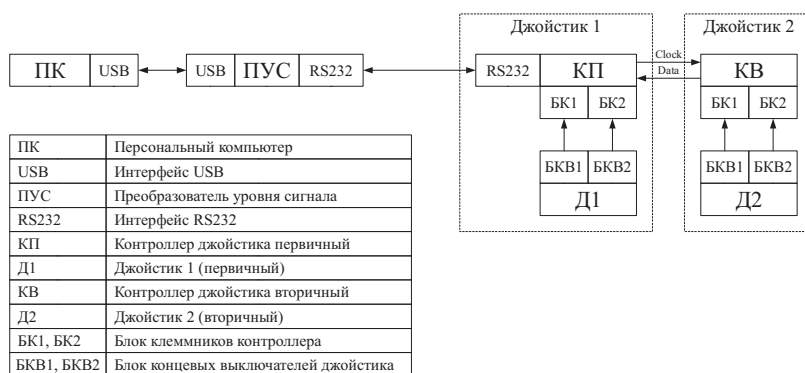 Джойстик 1
Джойстик 2
ПК USB
USB ПУС RS232
RS232 КП
Clock
Data
КВ
БК1 БК2
БК1 БК2
БКВ1 БКВ2
БКВ1 БКВ2
Д1
Д2
ПК Персональный компьютер
USB Интерфейс USB
ПУС Преобразователь уровня сигнала
RS232 Интерфейс RS232
КП Контроллер джойстика первичный
Д1 Джойстик 1 (первичный)
КВ Контроллер джойстика вторичный
Д2 Джойстик 2 (вторичный)
БК1, БК2 Блок клеммников контроллера
БКВ1, БКВ2 Блок концевых выключателей джойстика